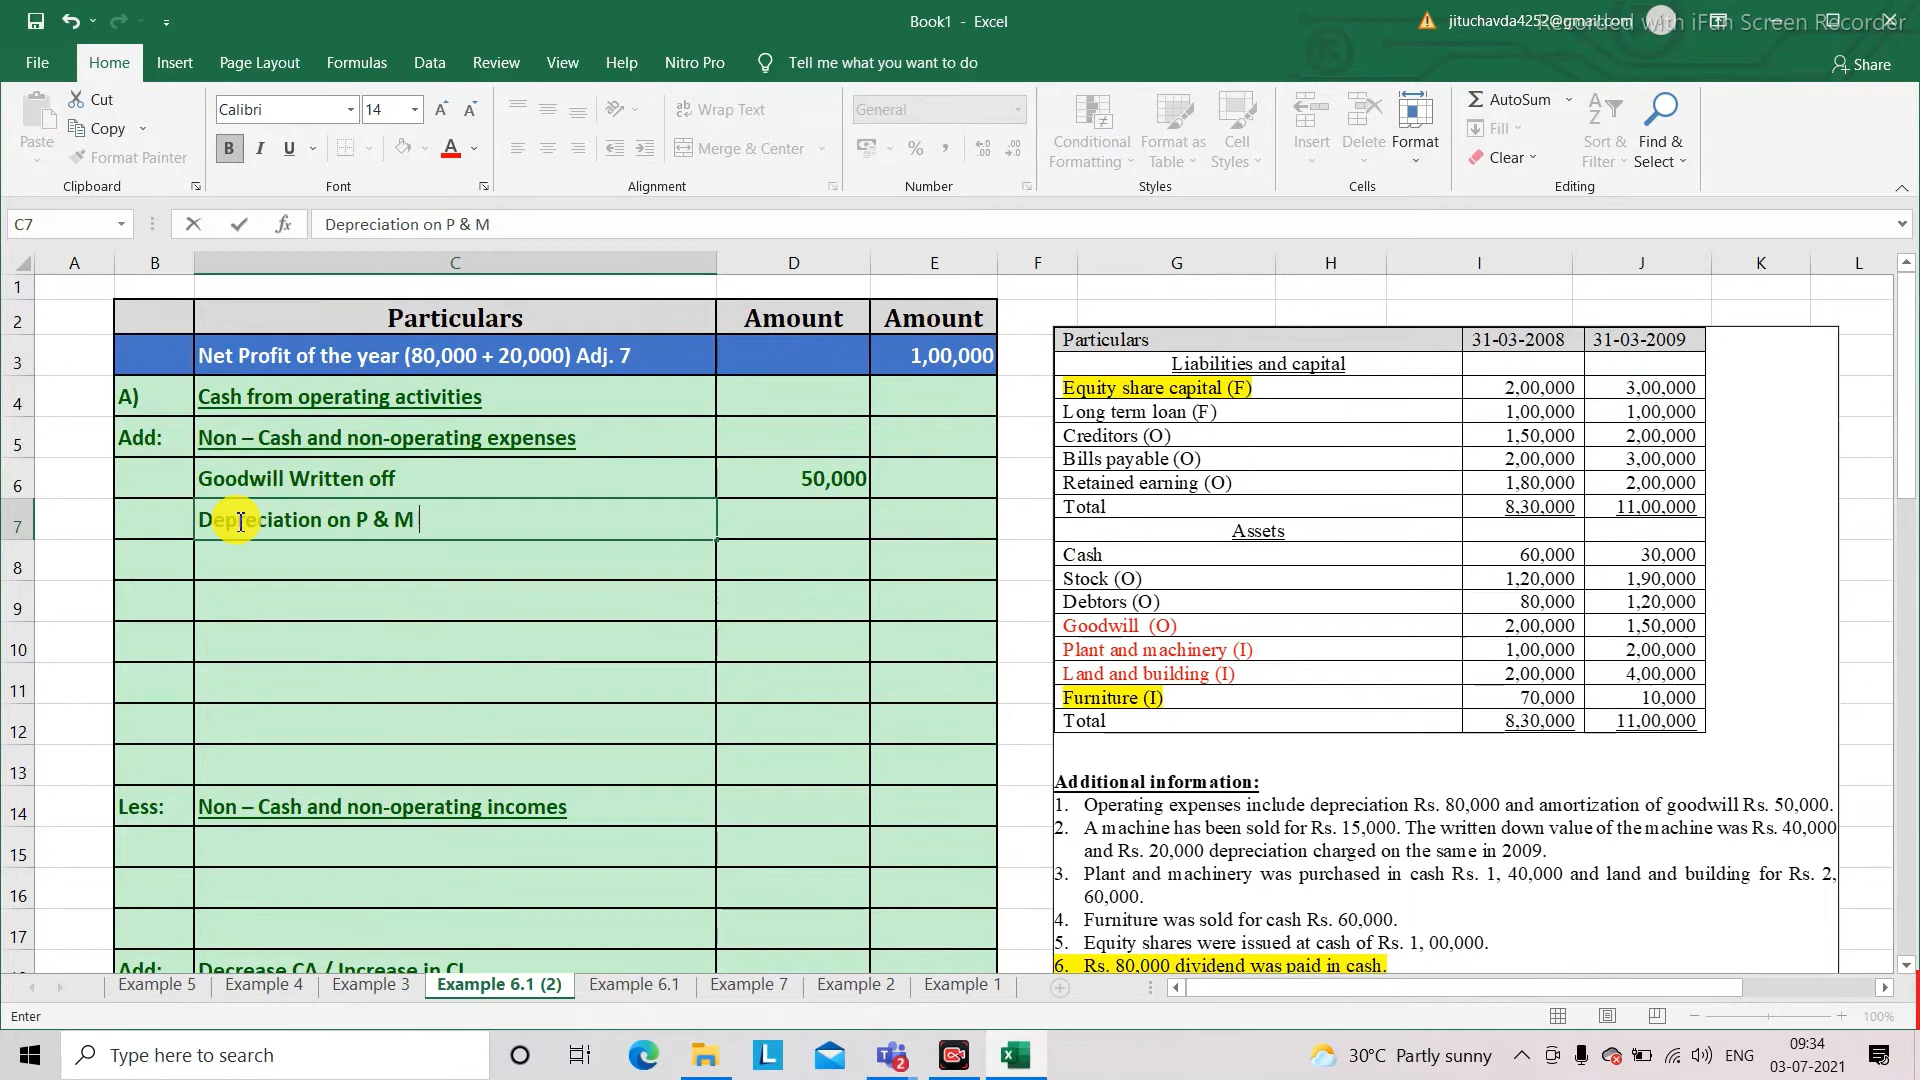 Book1 - Excel
jituchavda4252@gmail.com
Recorded with iFun Screen Recorder
File Home Insert Page Layout Formulas Data Review View Help Nitro Pro Tell me what you want to do Share
Paste Cut Copy Format Painter
Calibri 14 A A B I U A
Wrap Text Merge & Center
General % ,
Conditional Formatting Format as Table Cell Styles
Insert Delete Format
AutoSum Fill Clear Sort & Filter Find & Select
Clipboard Font Alignment Number Styles Cells Editing
C7 fx Depreciation on P & M
A B C D E F G H I J K L
1
2 Particulars Amount Amount
3 Net Profit of the year (80,000 + 20,000) Adj. 7 1,00,000
4 A) Cash from operating activities
5 Add: Non – Cash and non-operating expenses
6 Goodwill Written off 50,000
7 Depreciation on P & M
8
9
10
11
12
13
14 Less: Non – Cash and non-operating incomes
15
16
17
Add: Decrease CA / Increase in CL
Particulars 31-03-2008 31-03-2009
Liabilities and capital
Equity share capital (F) 2,00,000 3,00,000
Long term loan (F) 1,00,000 1,00,000
Creditors (O) 1,50,000 2,00,000
Bills payable (O) 2,00,000 3,00,000
Retained earning (O) 1,80,000 2,00,000
Total 8,30,000 11,00,000
Assets
Cash 60,000 30,000
Stock (O) 1,20,000 1,90,000
Debtors (O) 80,000 1,20,000
Goodwill (O) 2,00,000 1,50,000
Plant and machinery (I) 1,00,000 2,00,000
Land and building (I) 2,00,000 4,00,000
Furniture (I) 70,000 10,000
Total 8,30,000 11,00,000
Additional information:
1. Operating expenses include depreciation Rs. 80,000 and amortization of goodwill Rs. 50,000.
2. A machine has been sold for Rs. 15,000. The written down value of the machine was Rs. 40,000
and Rs. 20,000 depreciation charged on the same in 2009.
3. Plant and machinery was purchased in cash Rs. 1, 40,000 and land and building for Rs. 2,
60,000.
4. Furniture was sold for cash Rs. 60,000.
5. Equity shares were issued at cash of Rs. 1, 00,000.
6. Rs. 80,000 dividend was paid in cash.
Example 5 Example 4 Example 3 Example 6.1 (2) Example 6.1 Example 7 Example 2 Example 1
Enter 100%
Type here to search 2 30°C Partly sunny ENG 09:34
03-07-2021